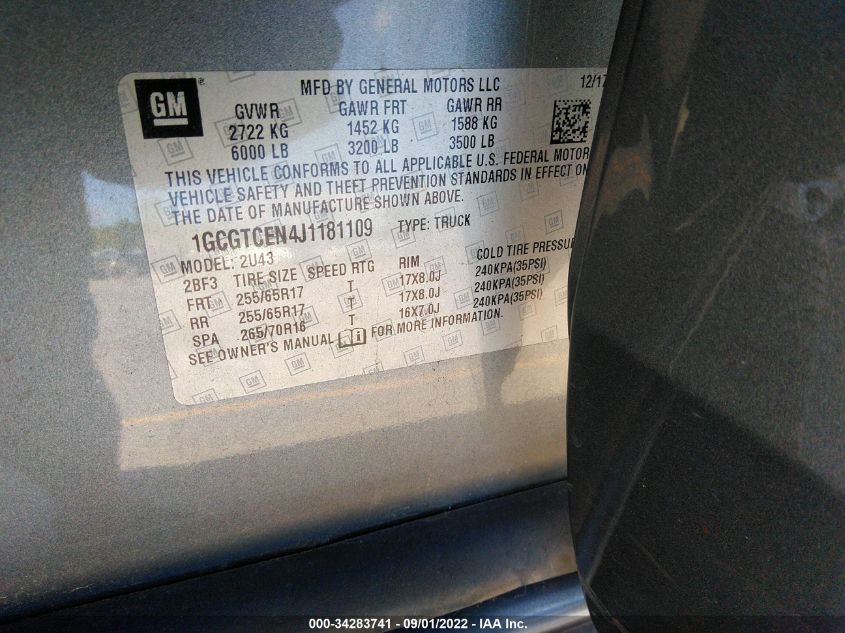 GM
®
MFD BY GENERAL MOTORS LLC 12/17
GVWR GAWR FRT GAWR RR
2722 KG 1452 KG 1588 KG
6000 LB 3200 LB 3500 LB
THIS VEHICLE CONFORMS TO ALL APPLICABLE U.S. FEDERAL MOTOR
VEHICLE SAFETY AND THEFT PREVENTION STANDARDS IN EFFECT ON
THE DATE OF MANUFACTURE SHOWN ABOVE.
1GCGTCEN4J1181109 TYPE: TRUCK
MODEL: 2U43
2BF3 TIRE SIZE SPEED RTG RIM COLD TIRE PRESSU
FRT 255/65R17 T 17X8.0J 240KPA(35PSI)
RR 255/65R17 T 17X8.0J 240KPA(35PSI)
SPA 265/70R16 T 16X7.0J 240KPA(35PSI)
SEE OWNER'S MANUAL FOR MORE INFORMATION.
000-34283741 - 09/01/2022 - IAA Inc.